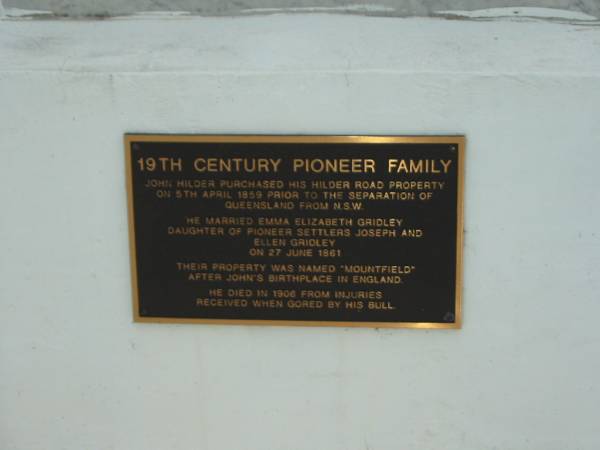 19TH CENTURY PIONEER FAMILY
JOHN HILDER PURCHASED HIS HILDER ROAD PROPERTY
ON 5TH APRIL 1859 PRIOR TO THE SEPARATION OF
QUEENSLAND FROM N.S.W.
HE MARRIED EMMA ELIZABETH GRIDLEY
DAUGHTER OF PIONEER SETTLERS JOSEPH AND
ELLEN GRIDLEY
ON 27 JUNE 1861
THEIR PROPERTY WAS NAMED "MOUNTFIELD"
AFTER JOHN'S BIRTHPLACE IN ENGLAND.
HE DIED IN 1906 FROM INJURIES
RECEIVED WHEN GORED BY HIS BULL.